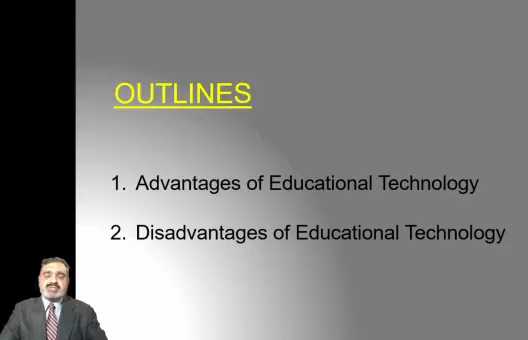 OUTLINES
1. Advantages of Educational Technology
2. Disadvantages of Educational Technology